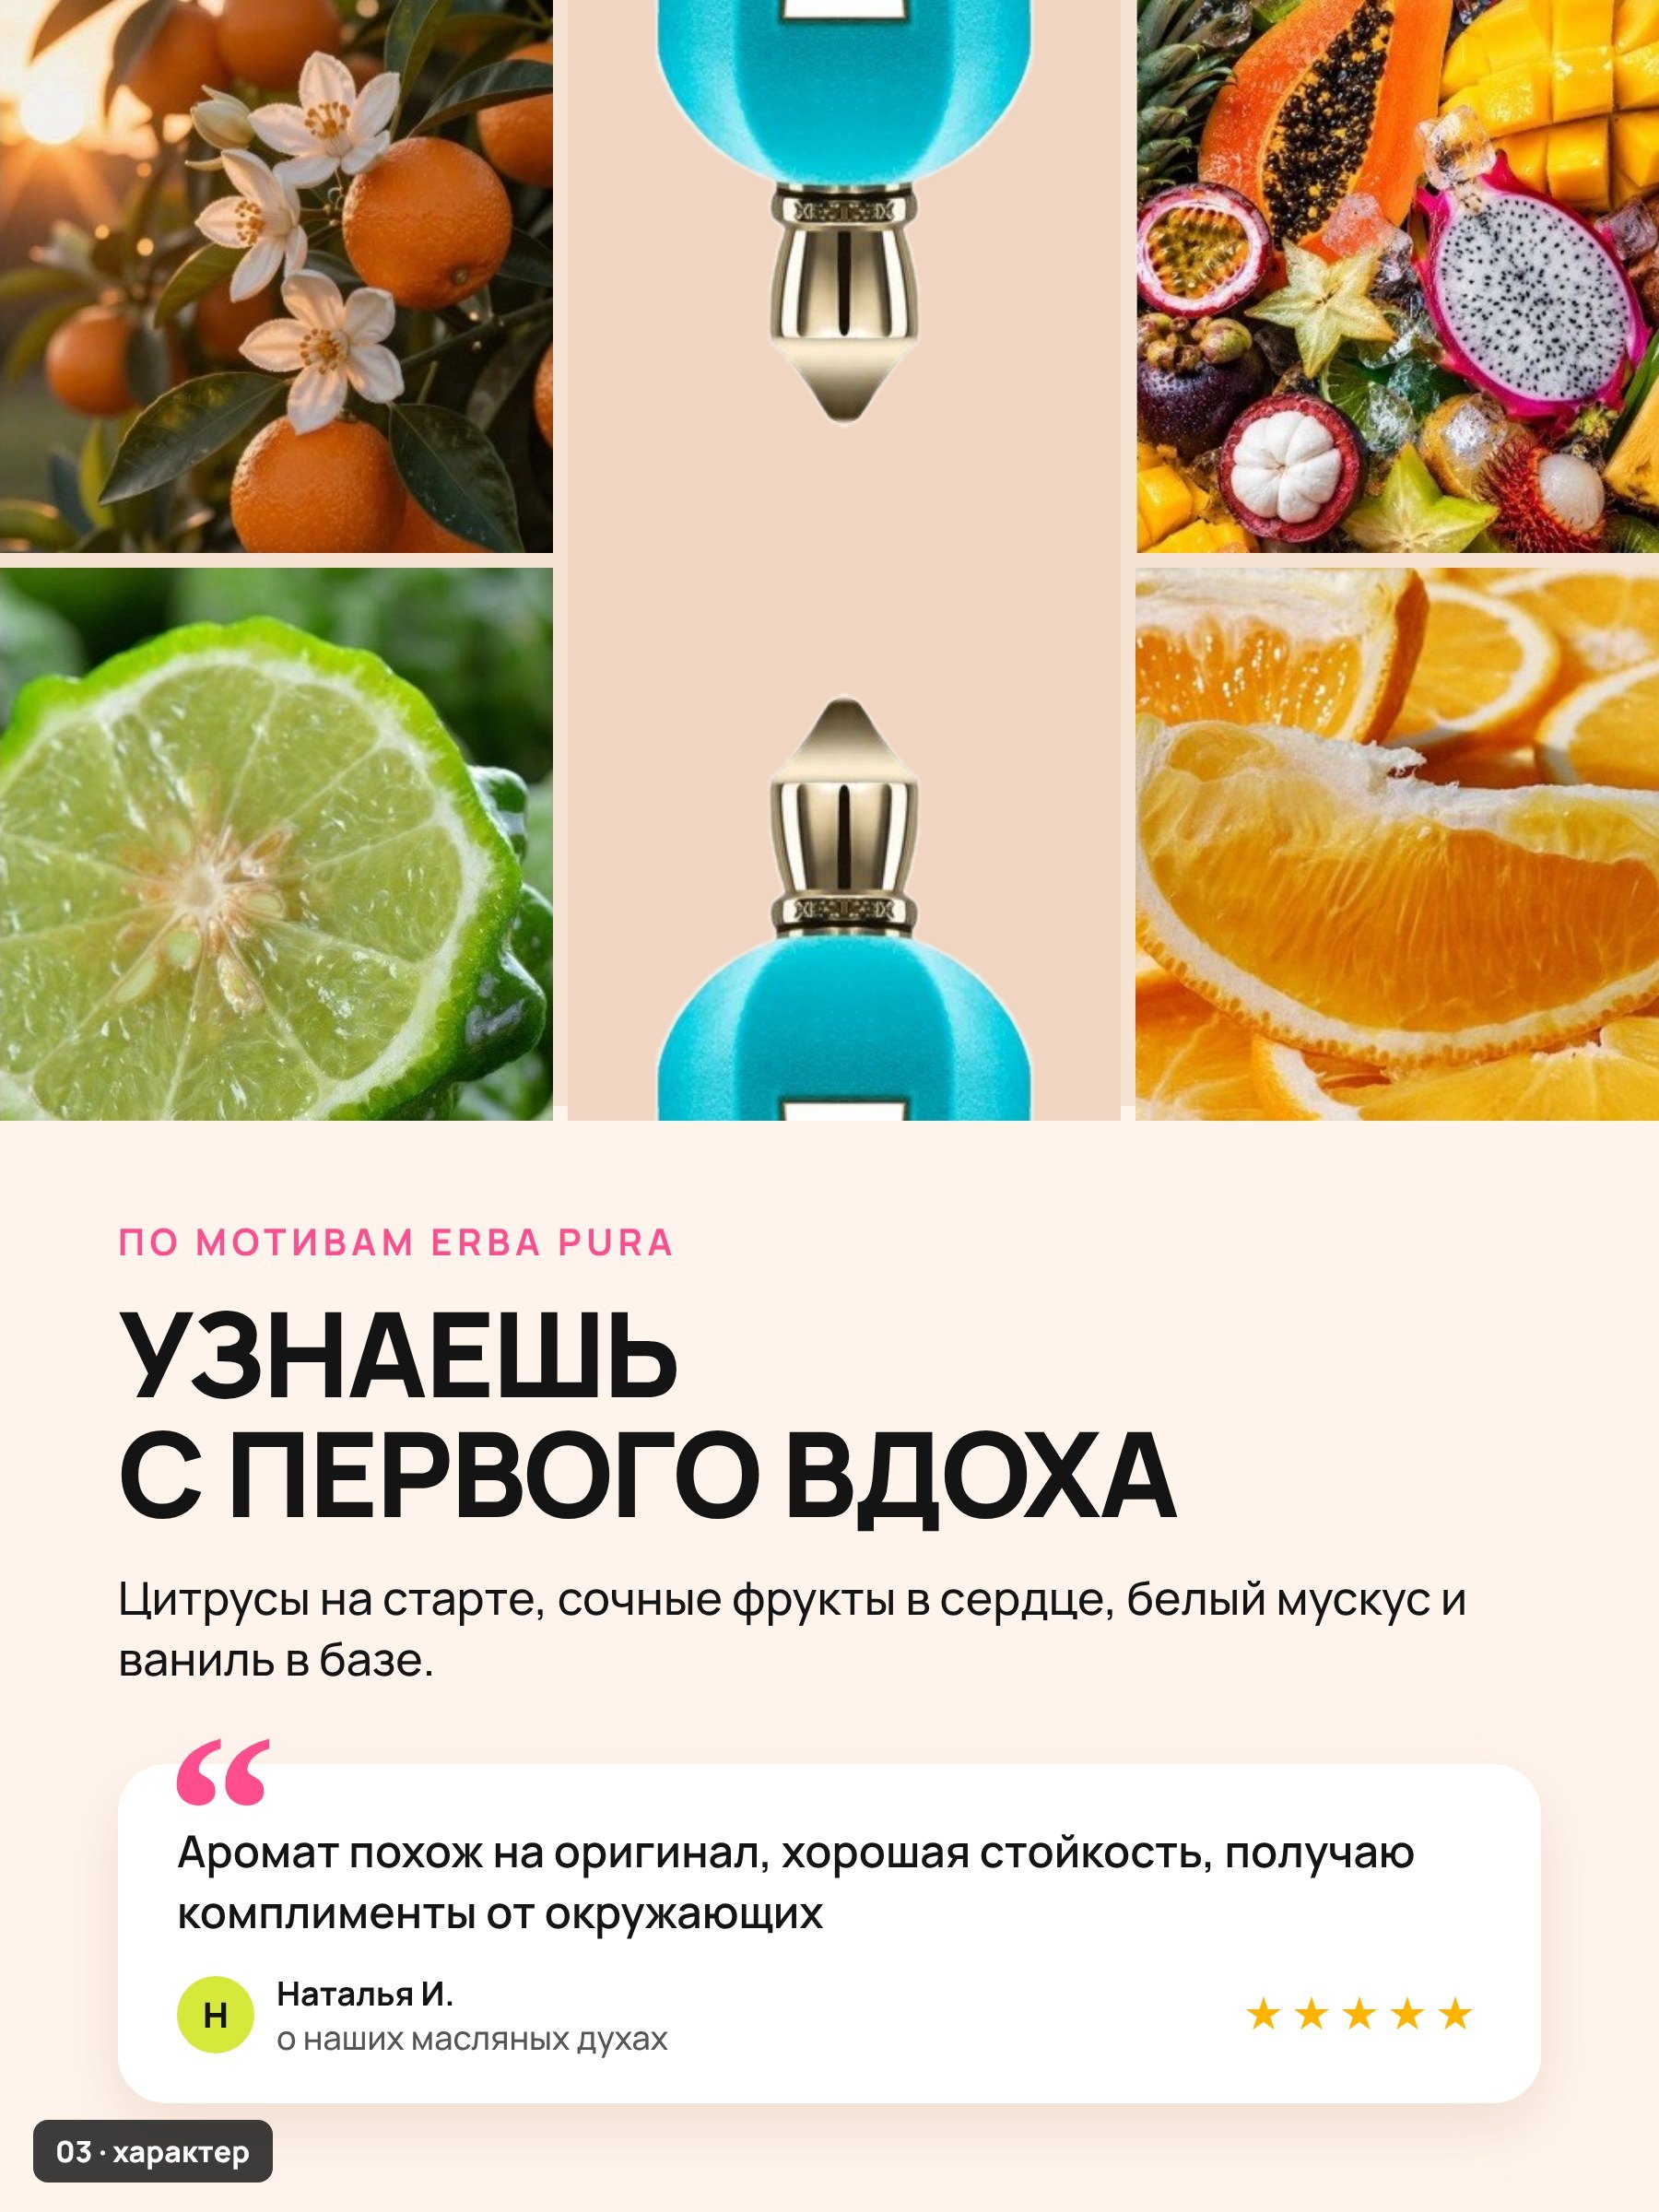 ПО МОТИВАМ ERBA PURA
УЗНАЕШЬ
С ПЕРВОГО ВДОХА
Цитрусы на старте, сочные фрукты в сердце, белый мускус и
ваниль в базе.
“
Аромат похож на оригинал, хорошая стойкость, получаю
комплименты от окружающих
Н
Наталья И.
о наших масляных духах
★★★★★
03 · характер